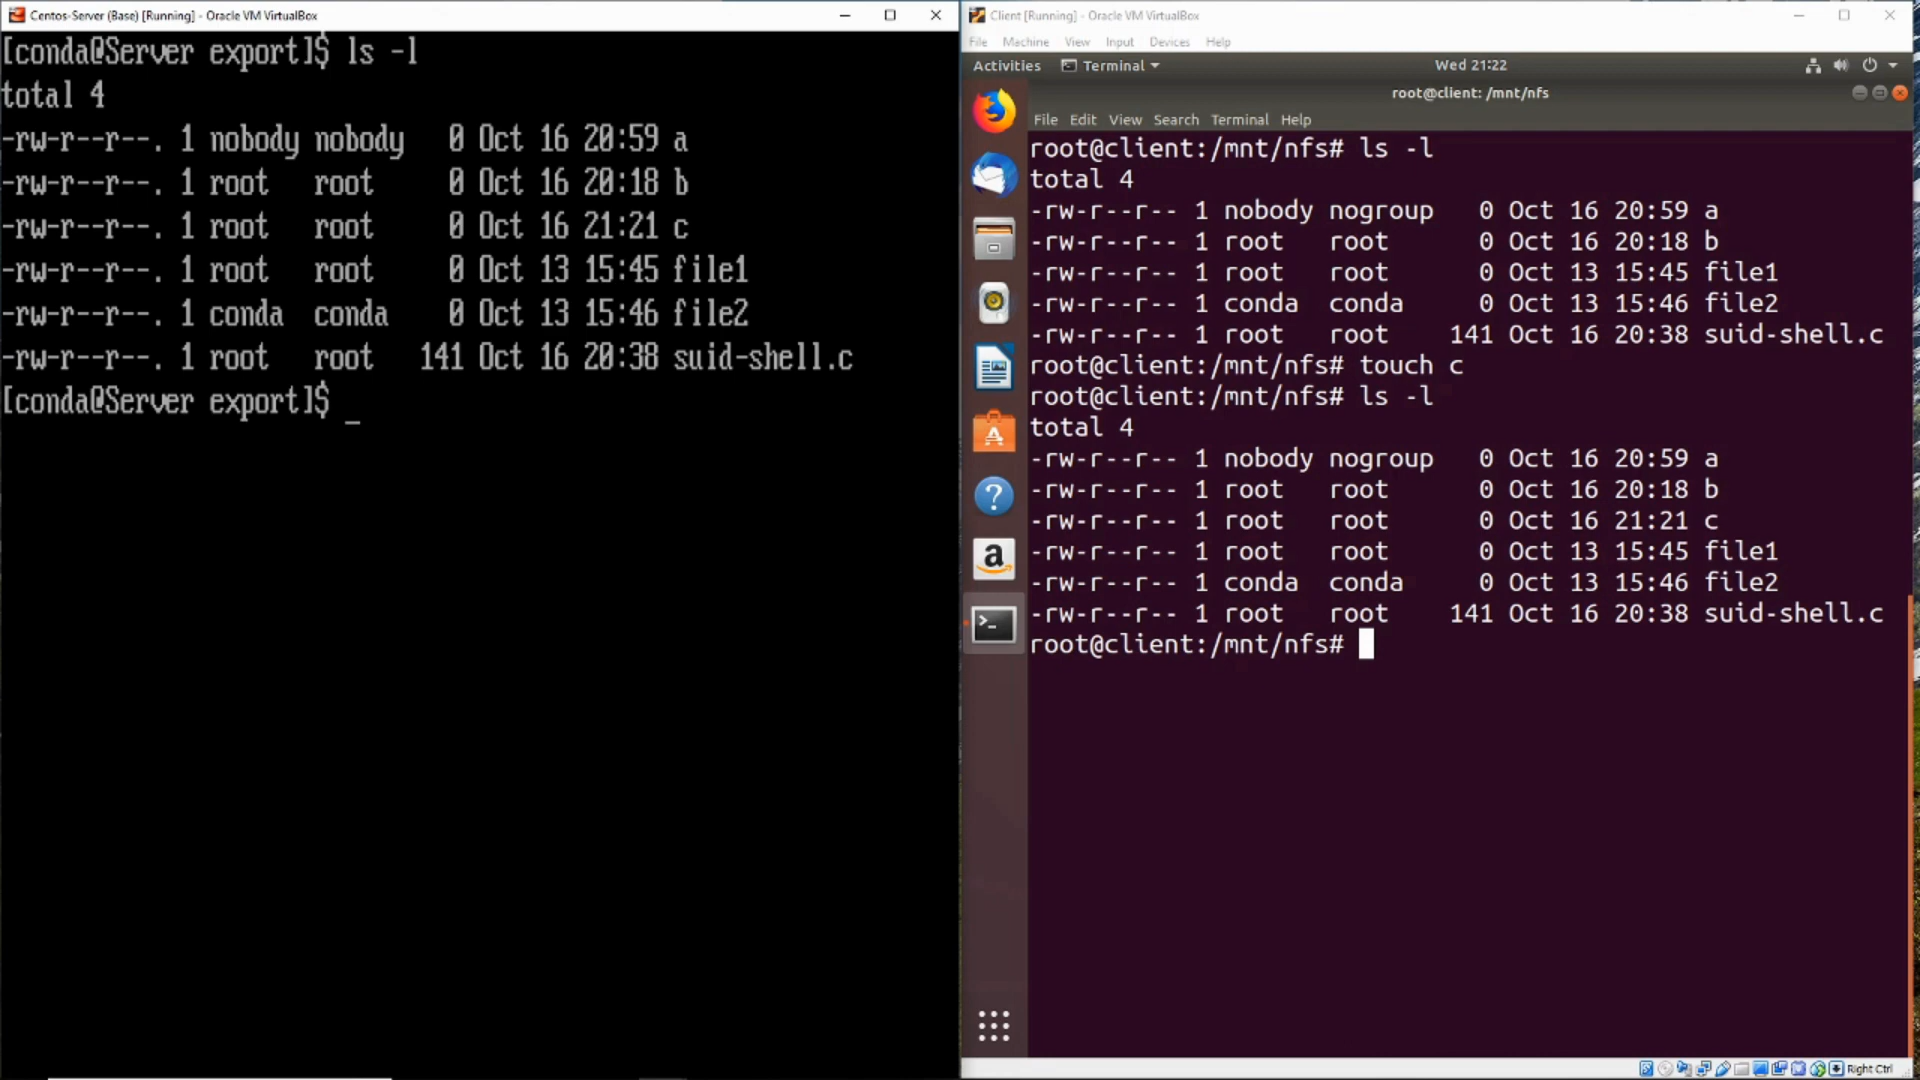 Centos-Server (Base) [Running] - Oracle VM VirtualBox
[conda@Server export]$ ls -l
total 4
-rw-r--r--. 1 nobody nobody   0 Oct 16 20:59 a
-rw-r--r--. 1 root   root     0 Oct 16 20:18 b
-rw-r--r--. 1 root   root     0 Oct 16 21:21 c
-rw-r--r--. 1 root   root     0 Oct 13 15:45 file1
-rw-r--r--. 1 conda  conda    0 Oct 13 15:46 file2
-rw-r--r--. 1 root   root   141 Oct 16 20:38 suid-shell.c
[conda@Server export]$ _
Client [Running] - Oracle VM VirtualBox
File Machine View Input Devices Help
Activities Terminal Wed 21:22
root@client: /mnt/nfs
File Edit View Search Terminal Help
root@client:/mnt/nfs# ls -l
total 4
-rw-r--r-- 1 nobody nogroup   0 Oct 16 20:59 a
-rw-r--r-- 1 root   root      0 Oct 16 20:18 b
-rw-r--r-- 1 root   root      0 Oct 13 15:45 file1
-rw-r--r-- 1 conda  conda     0 Oct 13 15:46 file2
-rw-r--r-- 1 root   root    141 Oct 16 20:38 suid-shell.c
root@client:/mnt/nfs# touch c
root@client:/mnt/nfs# ls -l
total 4
-rw-r--r-- 1 nobody nogroup   0 Oct 16 20:59 a
-rw-r--r-- 1 root   root      0 Oct 16 20:18 b
-rw-r--r-- 1 root   root      0 Oct 16 21:21 c
-rw-r--r-- 1 root   root      0 Oct 13 15:45 file1
-rw-r--r-- 1 conda  conda     0 Oct 13 15:46 file2
-rw-r--r-- 1 root   root    141 Oct 16 20:38 suid-shell.c
root@client:/mnt/nfs#
Right Ctrl